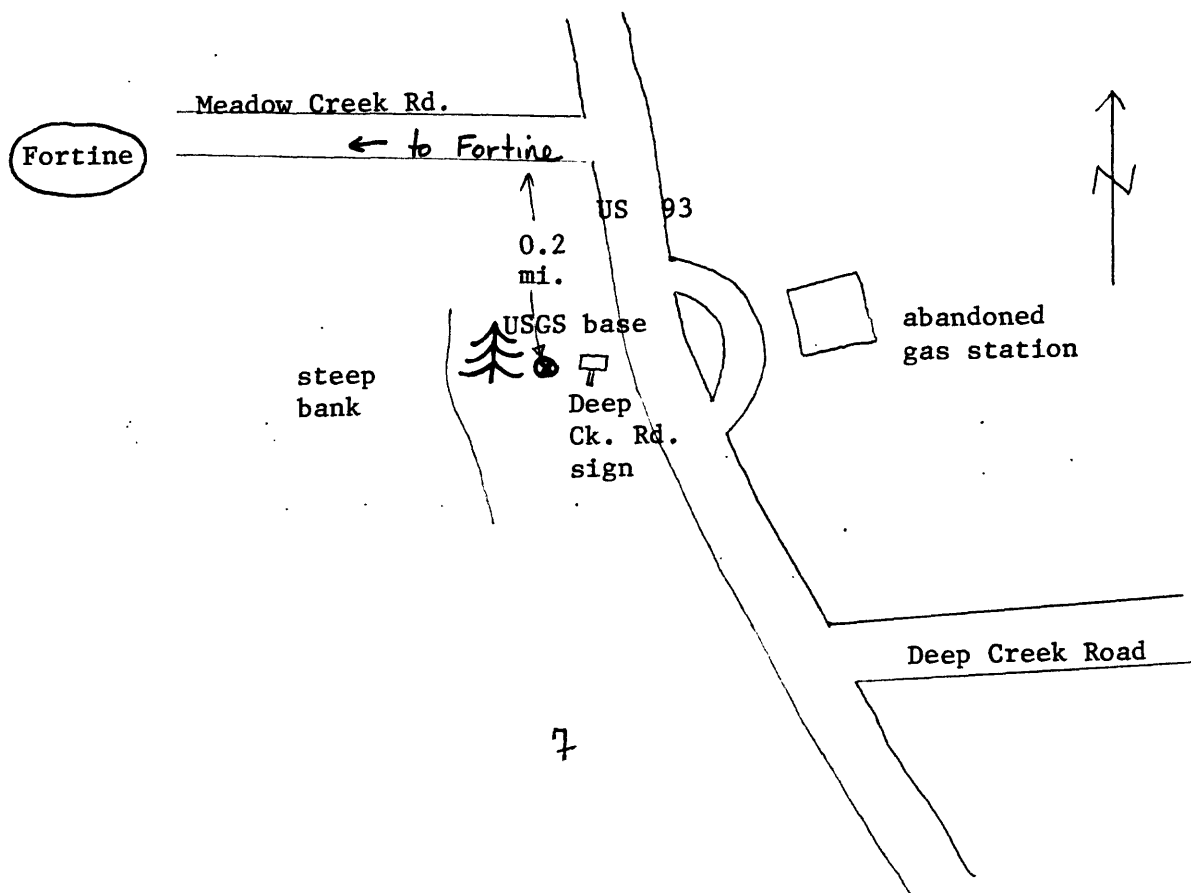 Meadow Creek Rd.
Fortine
← to Fortine
US 93
0.2
mi.
USGS base
abandoned
gas station
steep
bank
Deep
Ck. Rd.
sign
Deep Creek Road
7
N